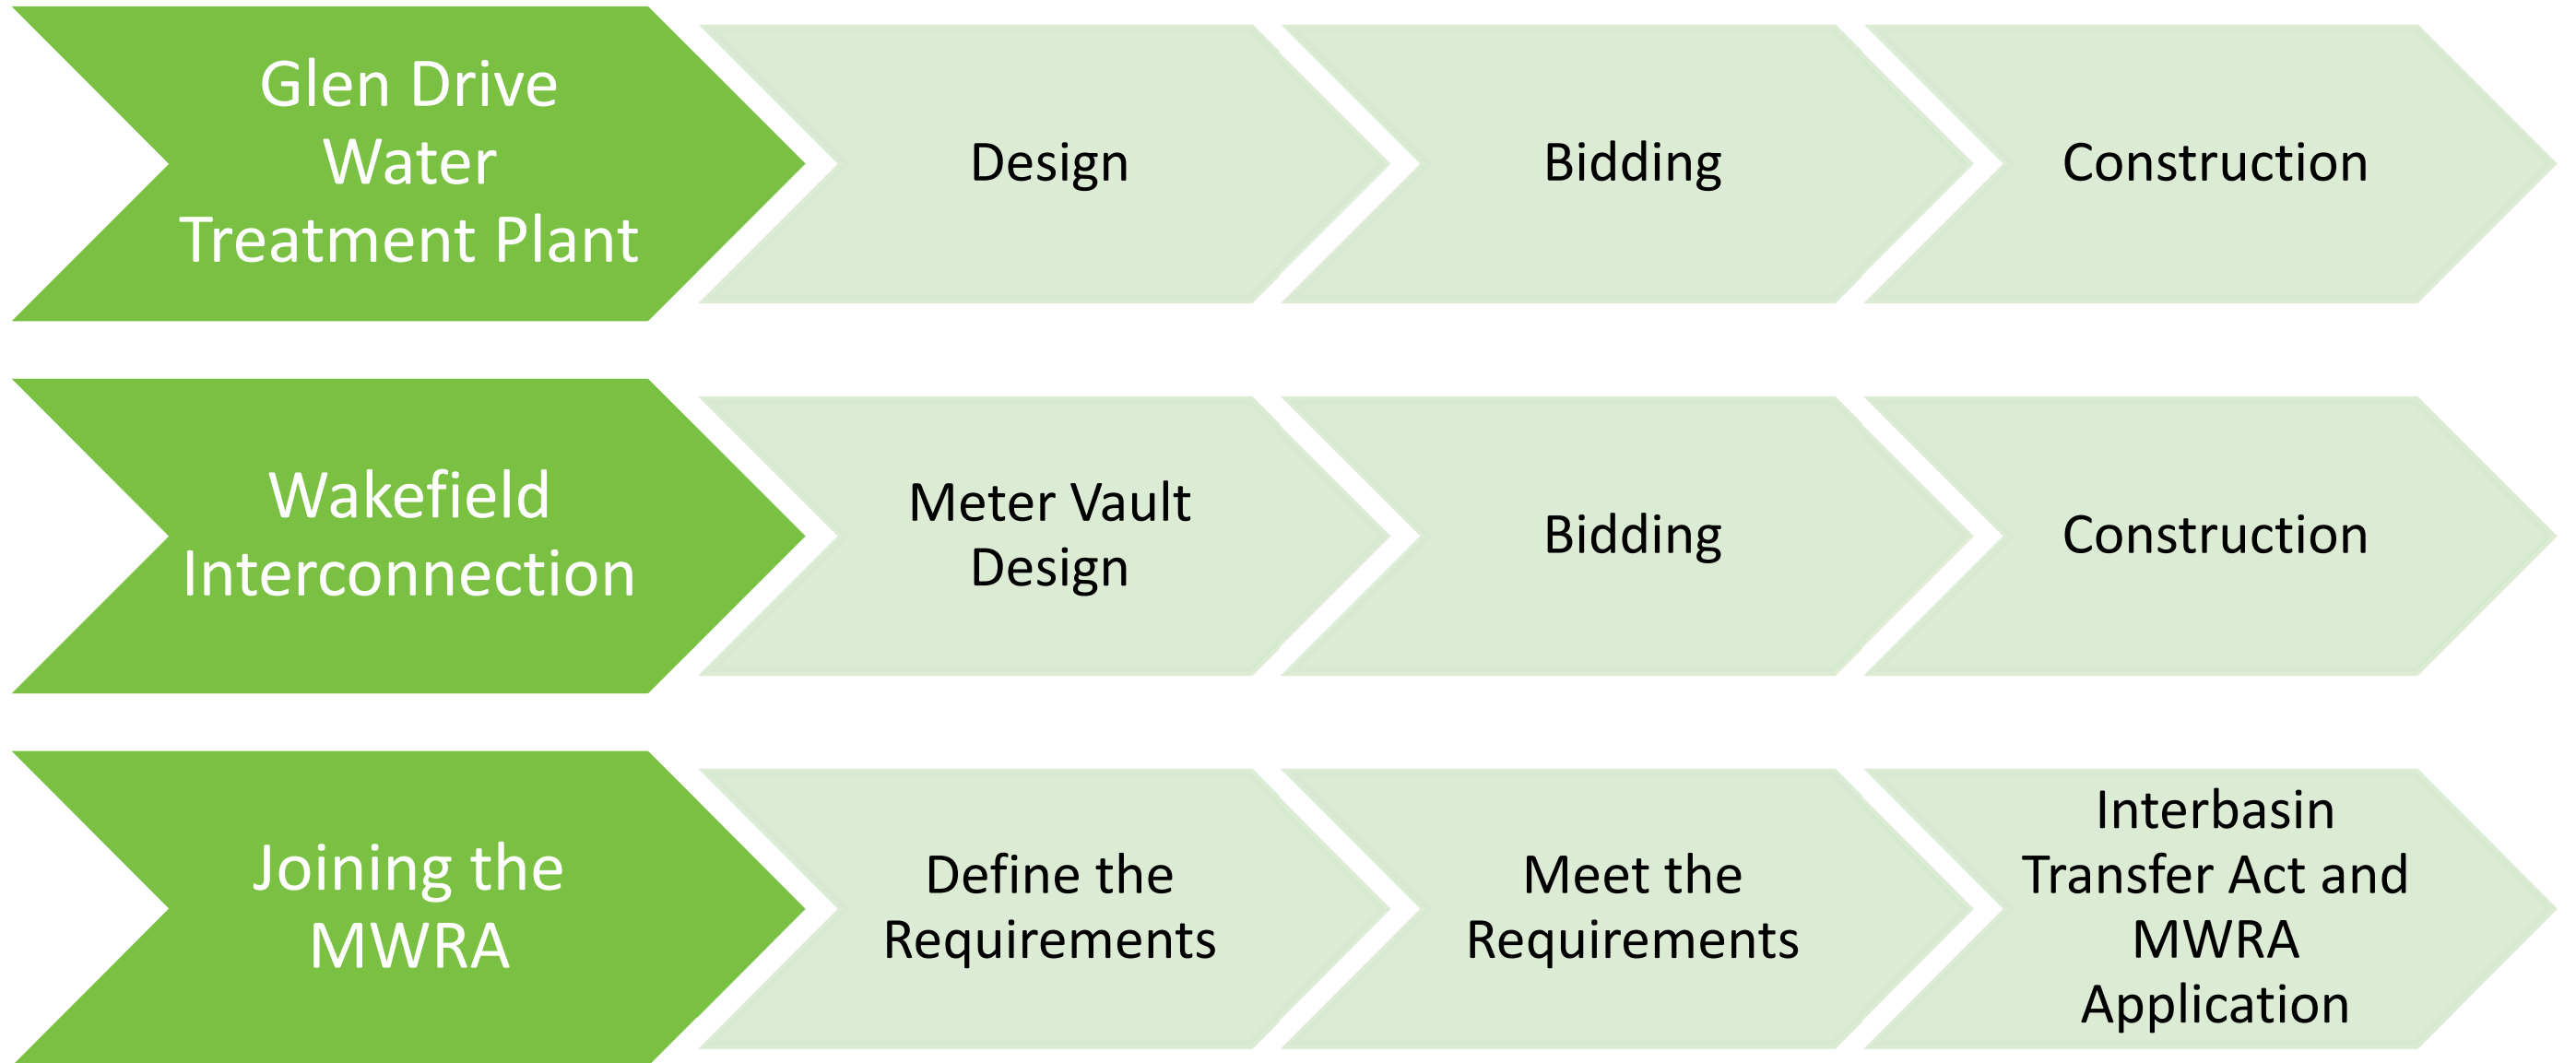 Glen Drive
Water
Treatment Plant
Design
Bidding
Construction
Wakefield
Interconnection
Meter Vault
Design
Bidding
Construction
Joining the
MWRA
Define the
Requirements
Meet the
Requirements
Interbasin
Transfer Act and
MWRA
Application